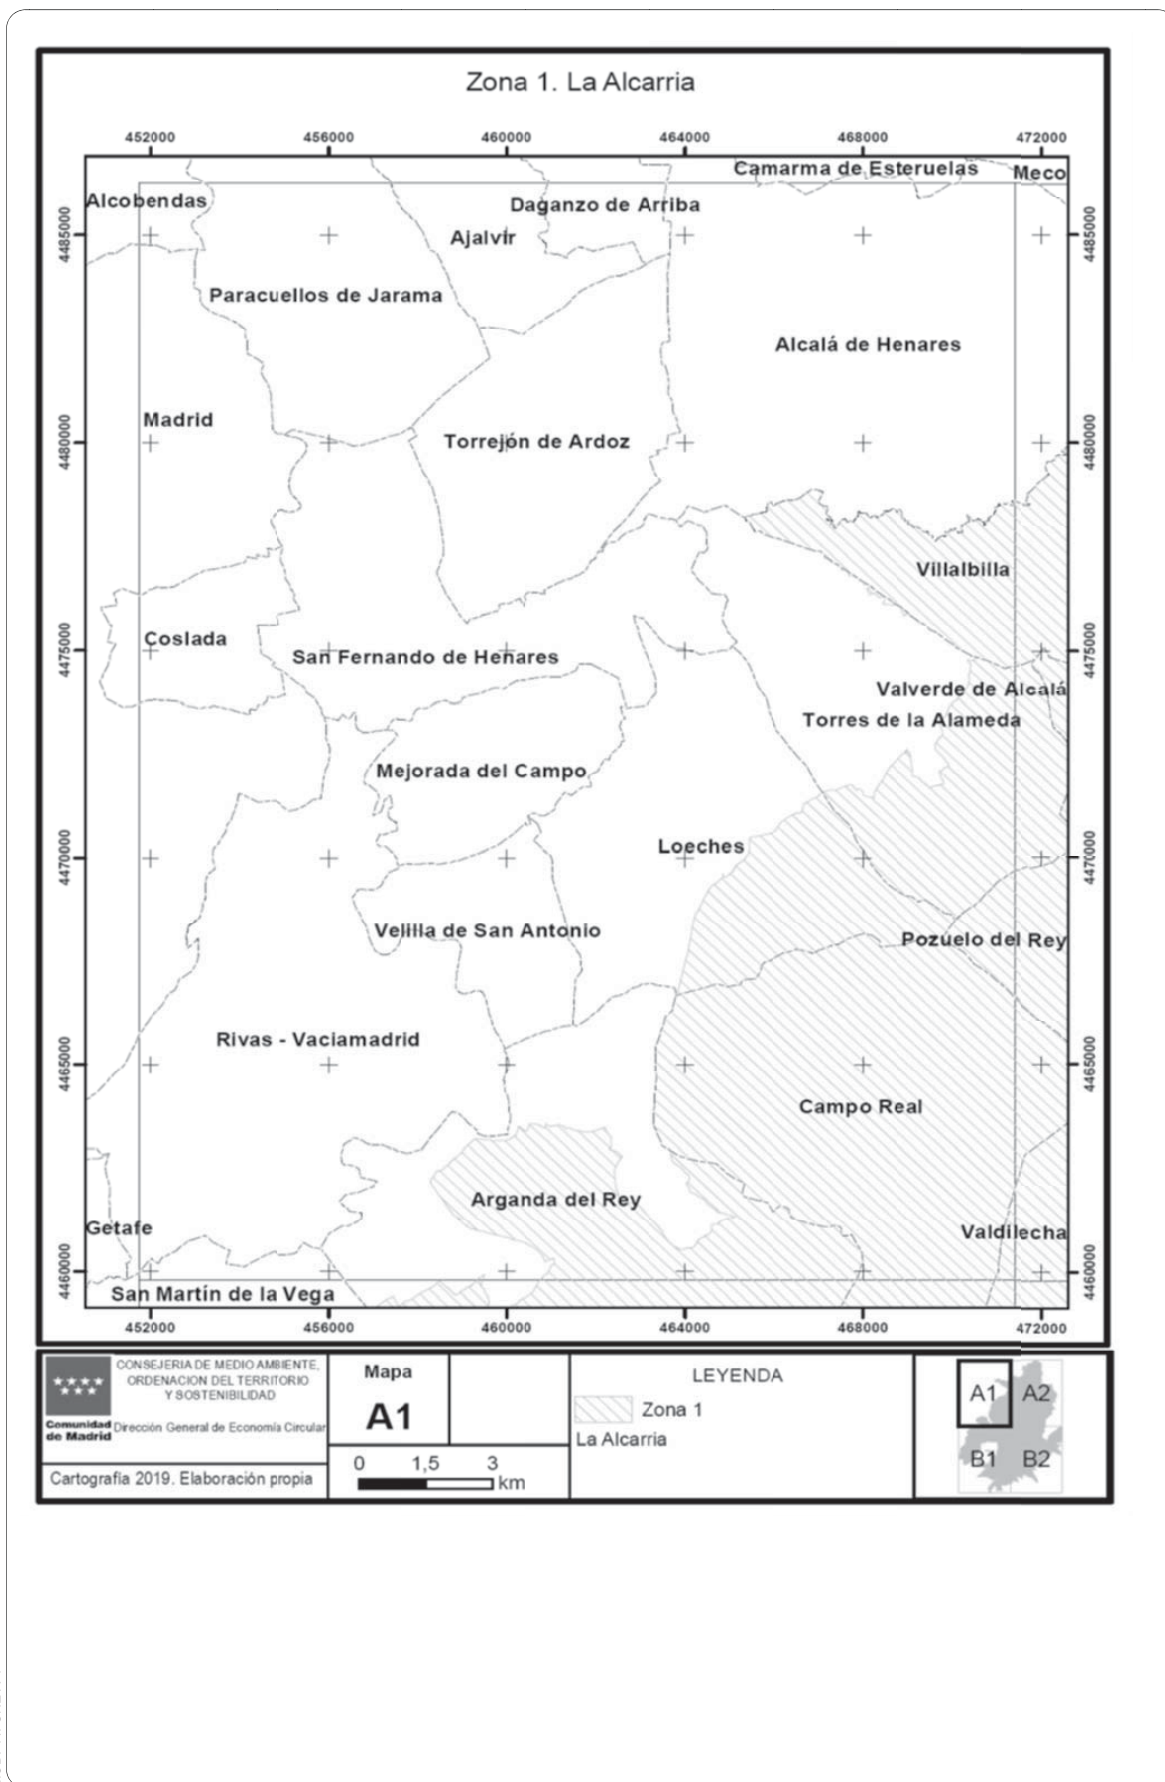 Zona 1. La Alcarria
452000 456000 460000 464000 468000 472000
Camarma de Esteruelas
Meco
Alcobendas
Daganzo de Arriba
4485000
Ajalvir
4485000
Paracuellos de Jarama
Alcalá de Henares
Madrid
4480000
Torrejón de Ardoz
4480000
Villalbilla
Coslada
4475000
San Fernando de Henares
4475000
Valverde de Alcalá
Torres de la Alameda
Mejorada del Campo
4470000
Loeches
4470000
Velilla de San Antonio
Pozuelo del Rey
Rivas - Vaciamadrid
4465000
4465000
Campo Real
Arganda del Rey
Getafe
Valdilecha
4460000
4460000
San Martín de la Vega
452000 456000 460000 464000 468000 472000
CONSEJERIA DE MEDIO AMBIENTE,
ORDENACION DEL TERRITORIO
Y SOSTENIBILIDAD
Comunidad
de Madrid
Dirección General de Economía Circular
Cartografía 2019. Elaboración propia
Mapa
A1
0 1,5 3
km
LEYENDA
Zona 1
La Alcarria
A1 A2
B1 B2